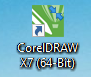 CorelDRAW
X7 (64-Bit)